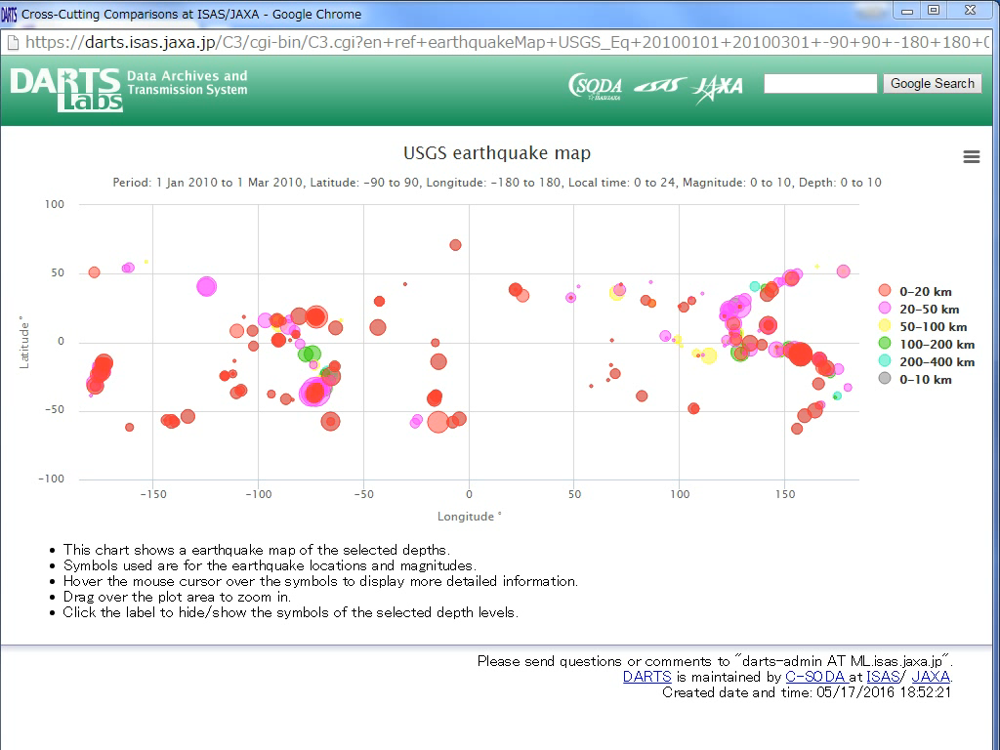 DARTS Cross-Cutting Comparisons at ISAS/JAXA - Google Chrome
https://darts.isas.jaxa.jp/C3/cgi-bin/C3.cgi?en+ref+earthquakeMap+USGS_Eq+20100101+20100301+-90+90+-180+180+0
DARTS Labs
Data Archives and
Transmission System
C-SODA
at ISAS/JAXA
ISAS
JAXA
Google Search
USGS earthquake map
Period: 1 Jan 2010 to 1 Mar 2010, Latitude: -90 to 90, Longitude: -180 to 180, Local time: 0 to 24, Magnitude: 0 to 10, Depth: 0 to 10
Latitude °
100
50
0
−50
−100
−150
−100
−50
0
50
100
150
Longitude °
0-20 km
20-50 km
50-100 km
100-200 km
200-400 km
0-10 km
• This chart shows a earthquake map of the selected depths.
• Symbols used are for the earthquake locations and magnitudes.
• Hover the mouse cursor over the symbols to display more detailed information.
• Drag over the plot area to zoom in.
• Click the label to hide/show the symbols of the selected depth levels.
Please send questions or comments to "darts-admin AT ML.isas.jaxa.jp".
DARTS is maintained by C-SODA at ISAS/ JAXA.
Created date and time: 05/17/2016 18:52:21